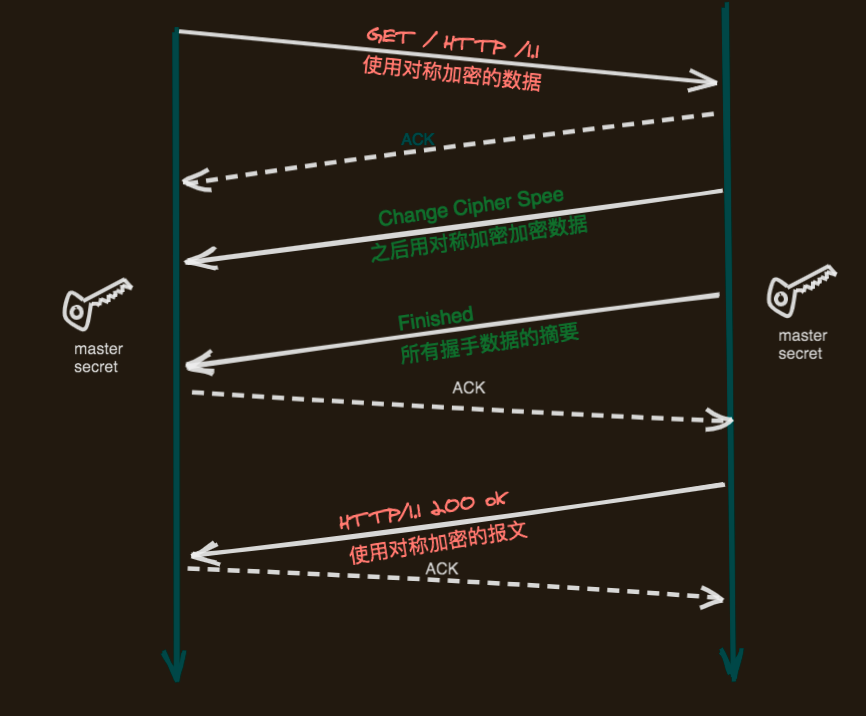 GET / HTTP /1.1
使用对称加密的数据
ACK
Change Cipher Spee
之后用对称加密加密数据
Finished
所有握手数据的摘要
master
secret
master
secret
ACK
HTTP/1.1 200 OK
使用对称加密的报文
ACK